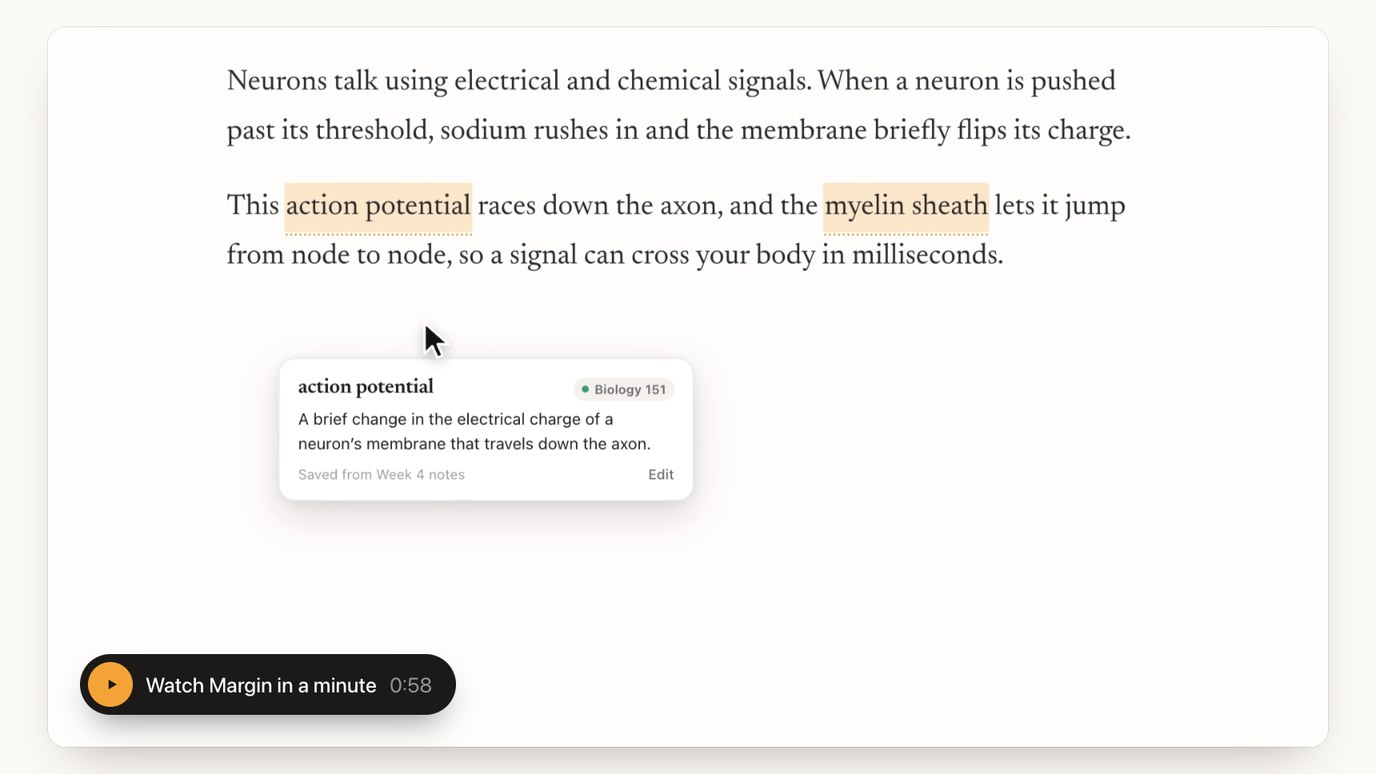 Neurons talk using electrical and chemical signals. When a neuron is pushed
past its threshold, sodium rushes in and the membrane briefly flips its charge.
This action potential races down the axon, and the myelin sheath lets it jump
from node to node, so a signal can cross your body in milliseconds.
action potential
Biology 151
A brief change in the electrical charge of a
neuron’s membrane that travels down the axon.
Saved from Week 4 notes
Edit
Watch Margin in a minute 0:58